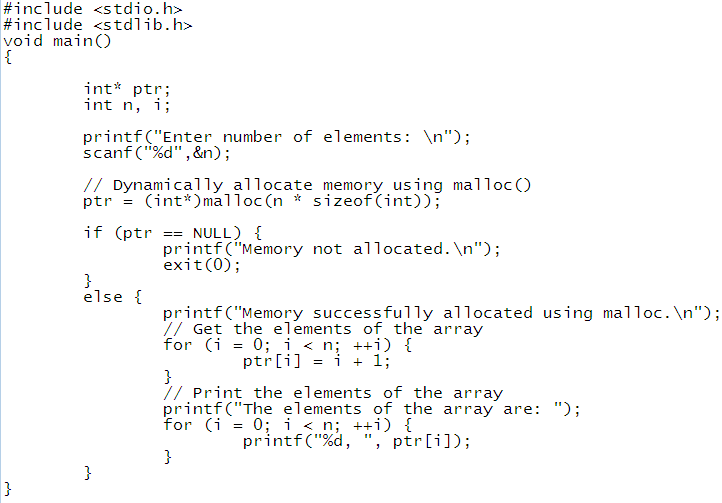 #include <stdio.h>
#include <stdlib.h>
void main()
{
int* ptr;
int n, i;
printf("Enter number of elements: \n");
scanf("%d",&n);
// Dynamically allocate memory using malloc()
ptr = (int*)malloc(n * sizeof(int));
if (ptr == NULL) {
printf("Memory not allocated.\n");
exit(0);
}
else {
printf("Memory successfully allocated using malloc.\n");
// Get the elements of the array
for (i = 0; i < n; ++i) {
ptr[i] = i + 1;
}
// Print the elements of the array
printf("The elements of the array are: ");
for (i = 0; i < n; ++i) {
printf("%d, ", ptr[i]);
}
}
}